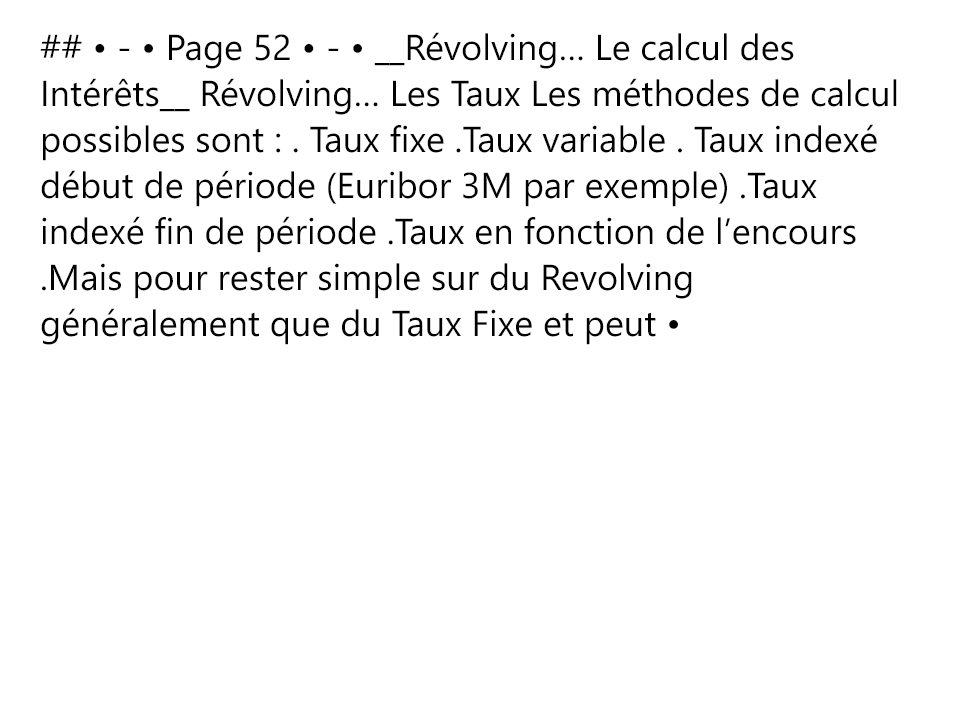 ## • - • Page 52 • - • __Révolving… Le calcul des
Intérêts__ Révolving… Les Taux Les méthodes de calcul
possibles sont : . Taux fixe .Taux variable . Taux indexé
début de période (Euribor 3M par exemple) .Taux
indexé fin de période .Taux en fonction de l’encours
.Mais pour rester simple sur du Revolving
généralement que du Taux Fixe et peut •